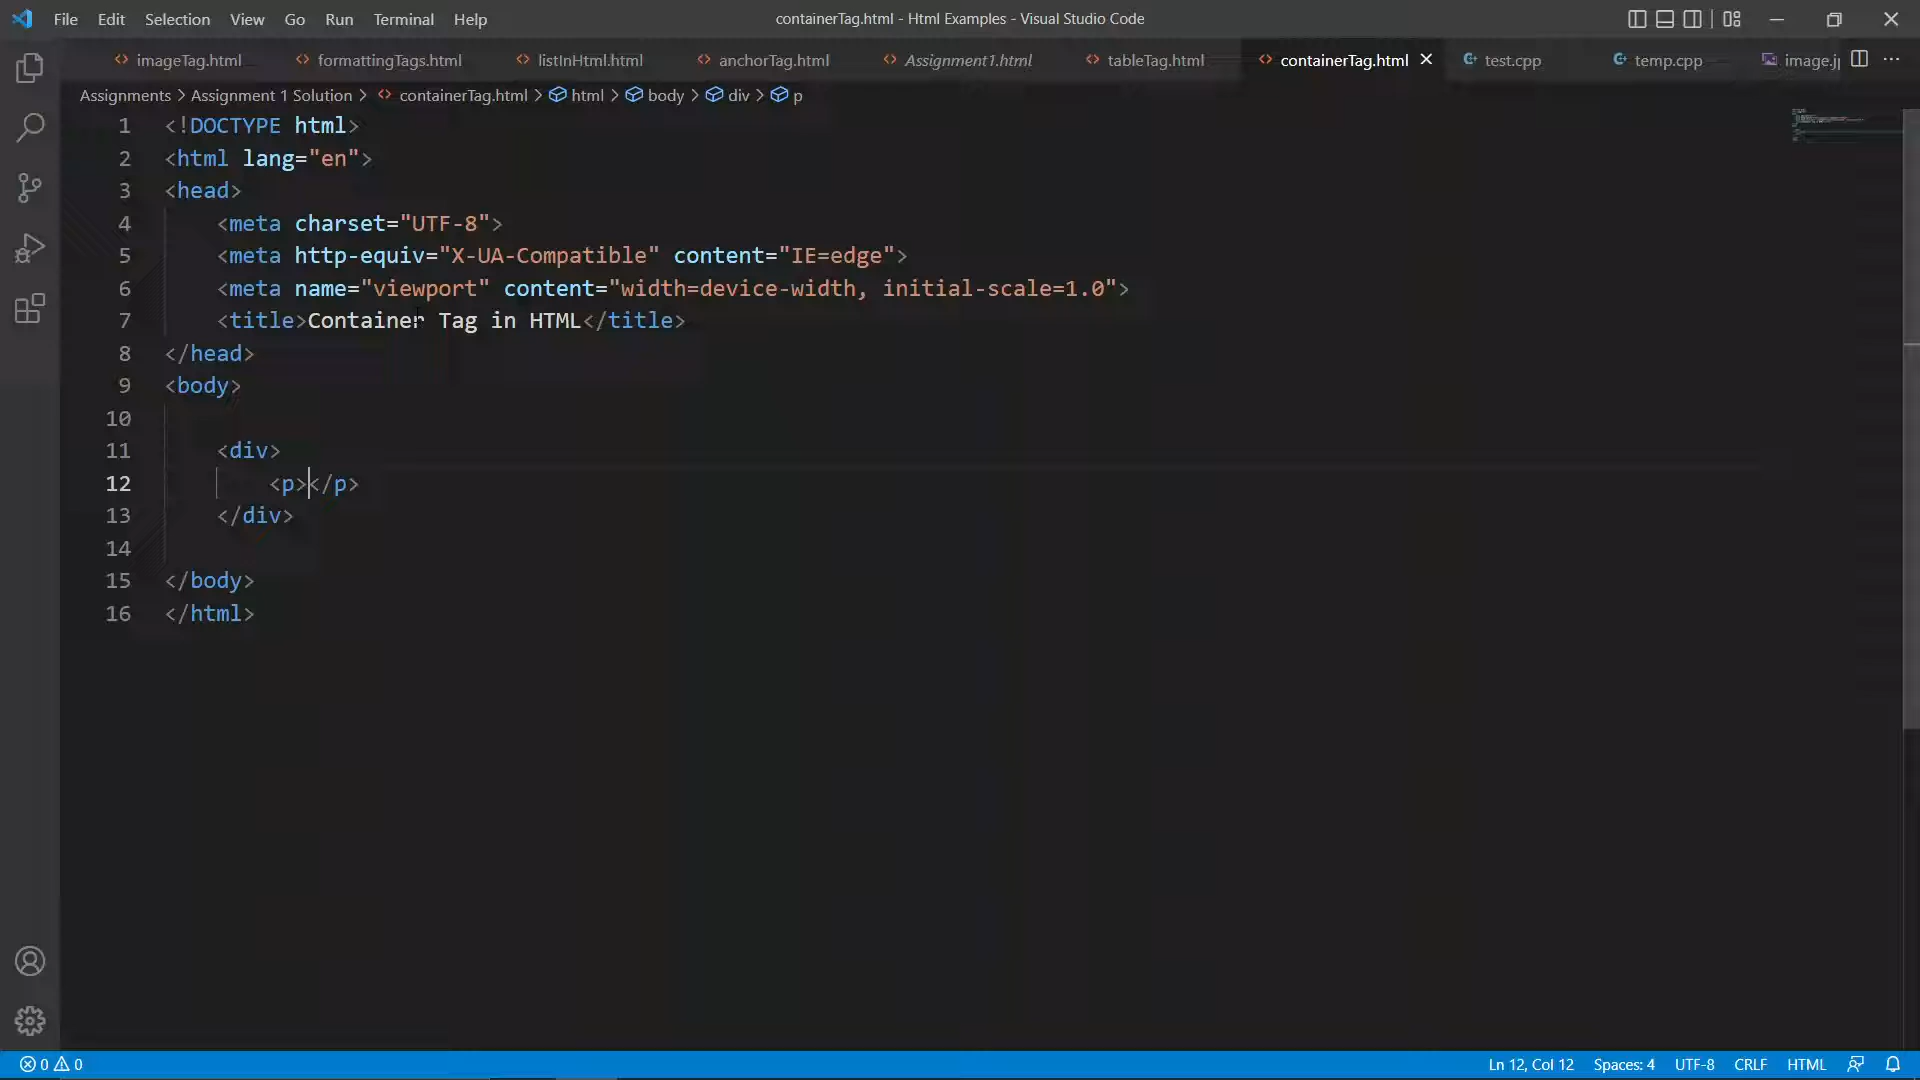 File Edit Selection View Go Run Terminal Help containerTag.html - Html Examples - Visual Studio Code
imageTag.html formattingTags.html listInHtml.html anchorTag.html Assignment1.html tableTag.html containerTag.html test.cpp temp.cpp image.j
Assignments > Assignment 1 Solution > containerTag.html > html > body > div > p
1 <!DOCTYPE html>
2 <html lang="en">
3 <head>
4 <meta charset="UTF-8">
5 <meta http-equiv="X-UA-Compatible" content="IE=edge">
6 <meta name="viewport" content="width=device-width, initial-scale=1.0">
7 <title>Container Tag in HTML</title>
8 </head>
9 <body>
10
11 <div>
12 <p></p>
13 </div>
14
15 </body>
16 </html>
0 0 Ln 12, Col 12 Spaces: 4 UTF-8 CRLF HTML